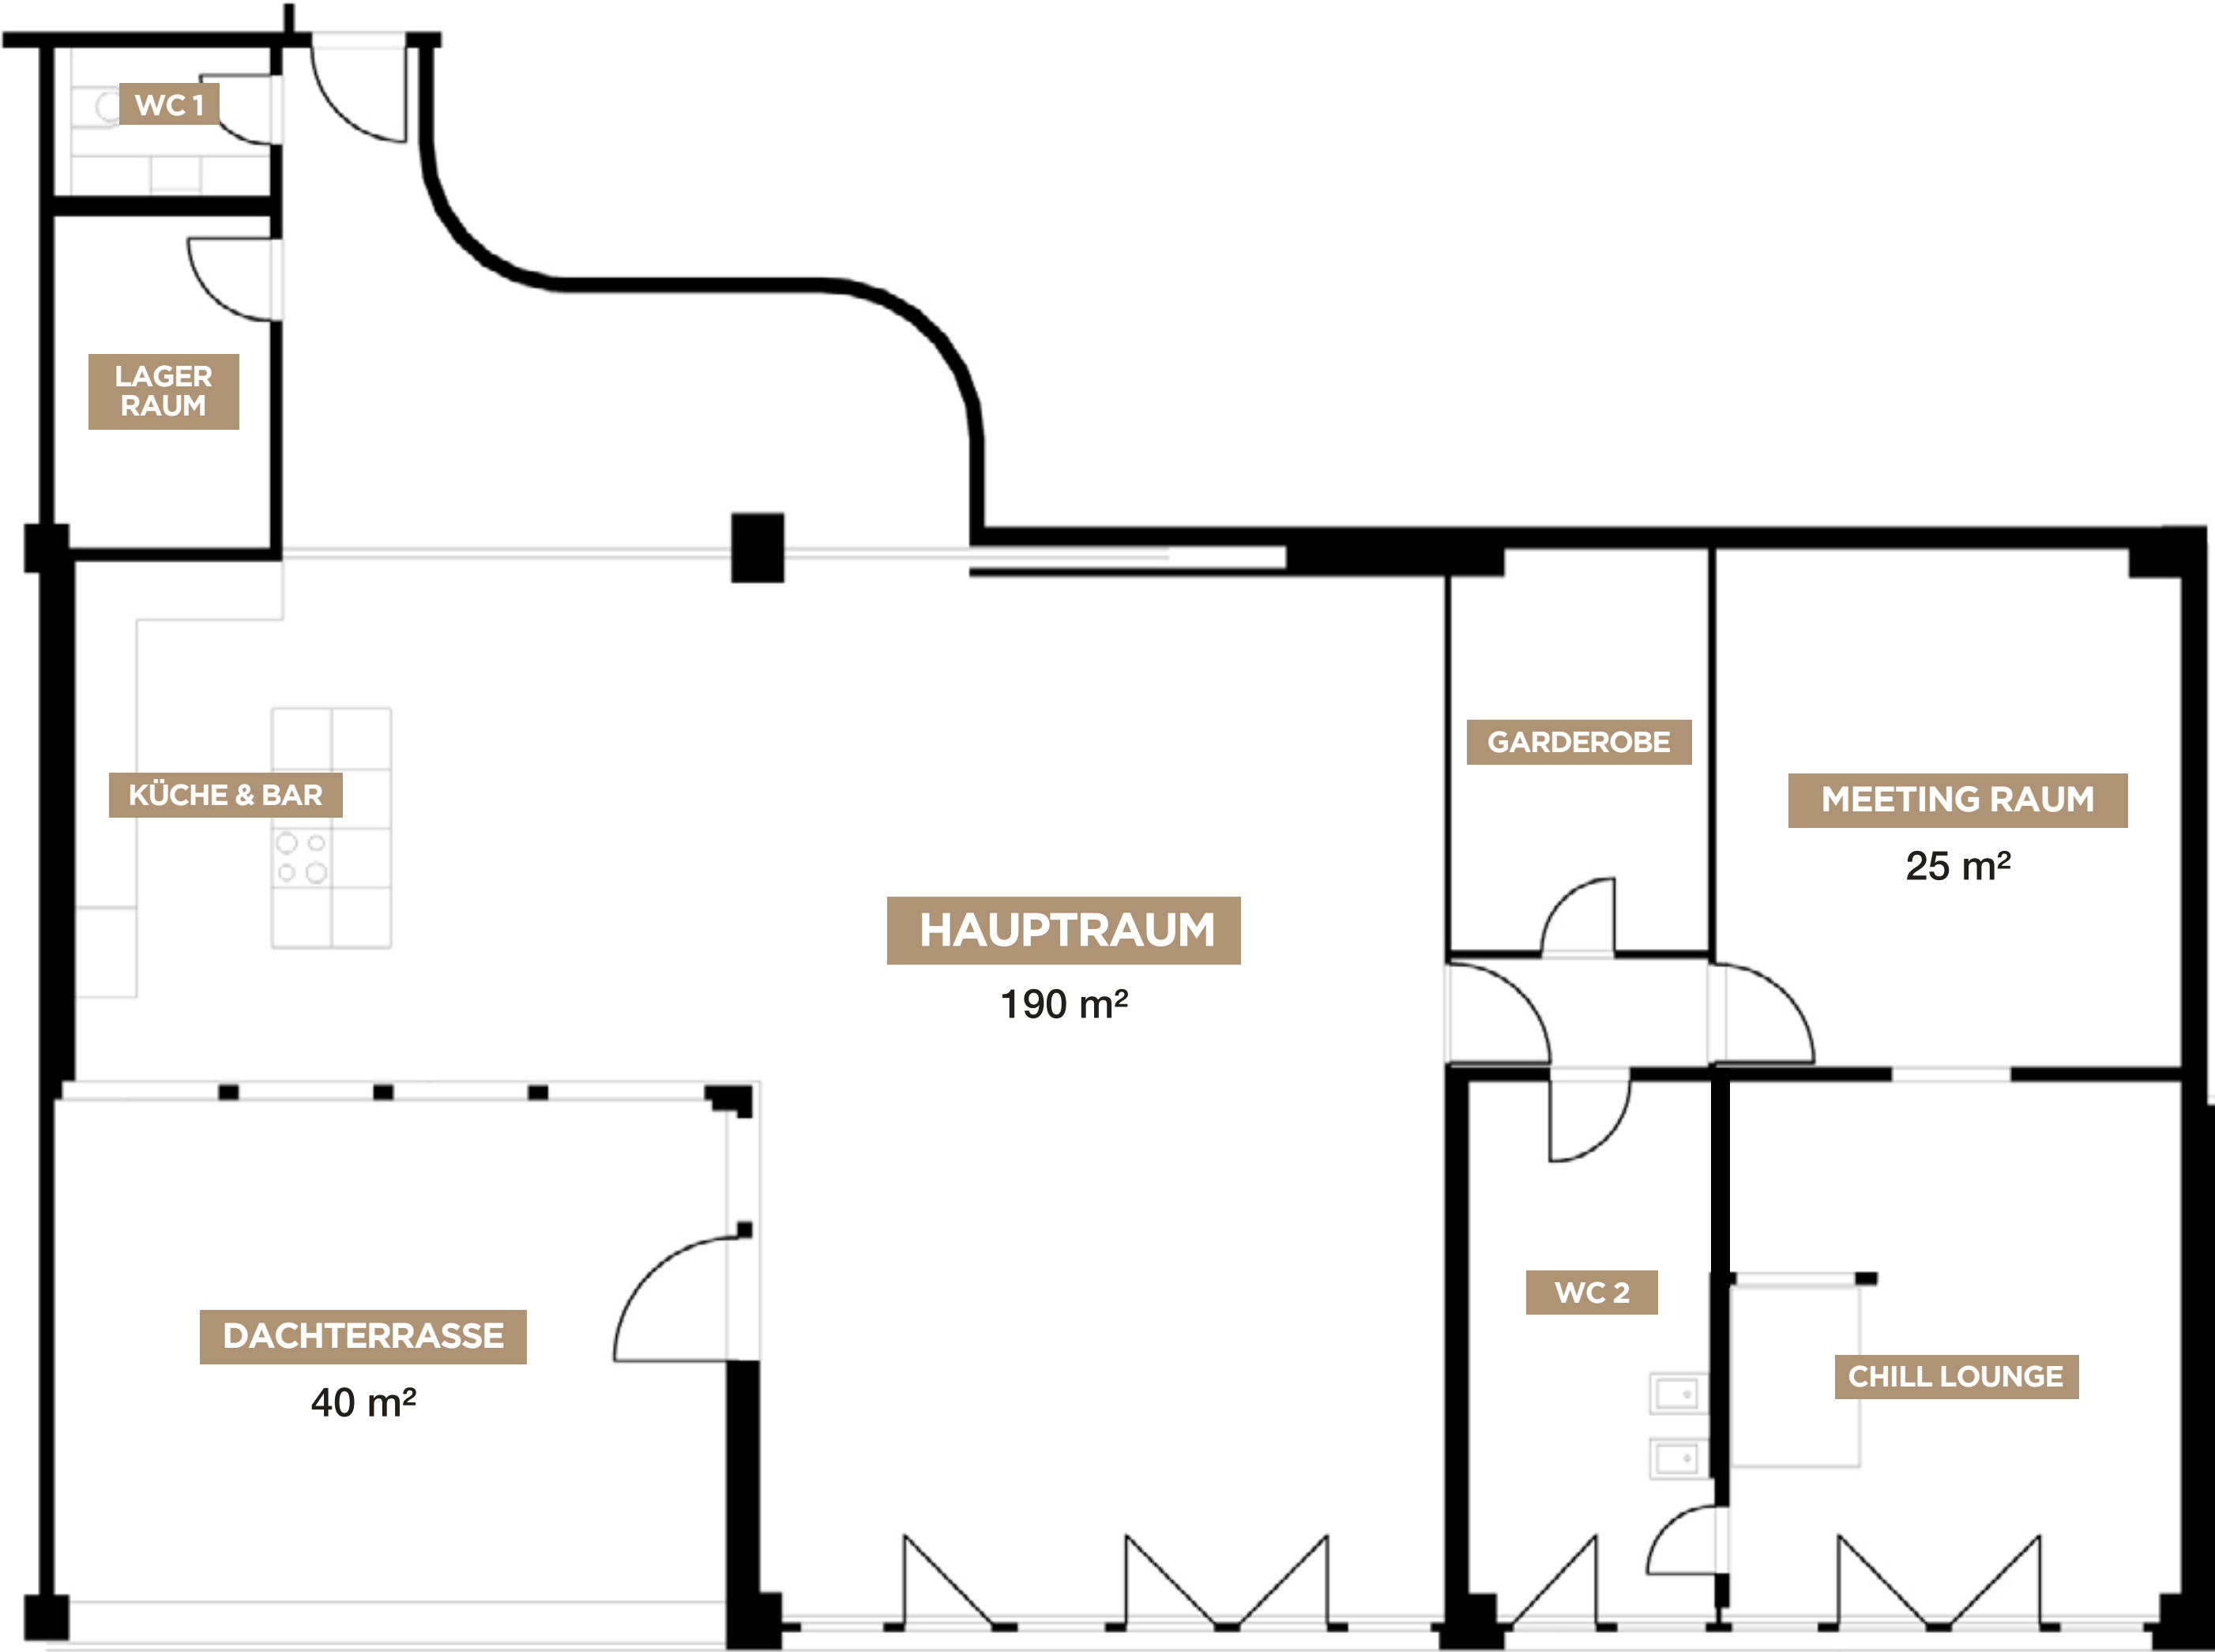 WC 1
LAGER
RAUM
GARDEROBE
MEETING RAUM
25 m²
KÜCHE & BAR
HAUPTRAUM
190 m²
WC 2
DACHTERRASSE
40 m²
CHILL LOUNGE